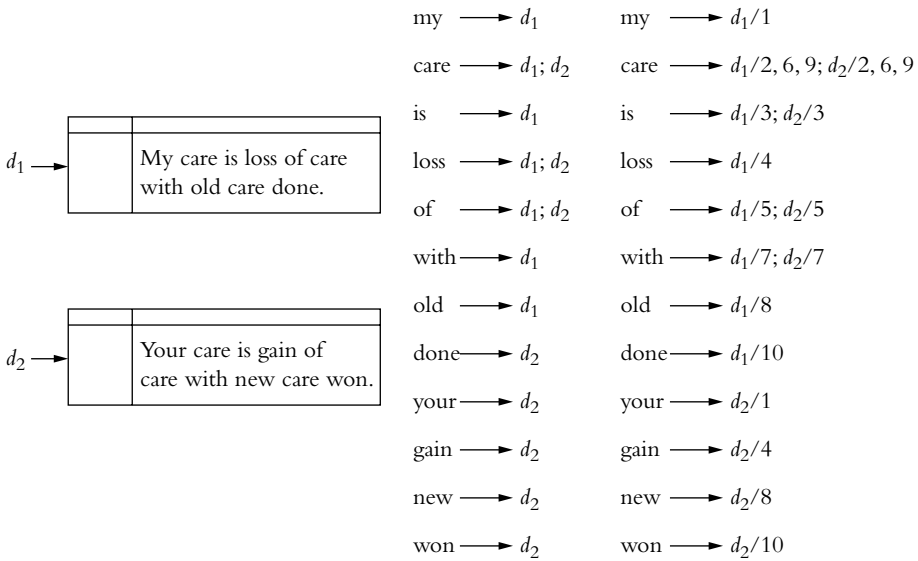 d1
My care is loss of care
with old care done.
d2
Your care is gain of
care with new care won.
my d1
care d1; d2
is d1
loss d1; d2
of d1; d2
with d1
old d1
done d2
your d2
gain d2
new d2
won d2
my d1/1
care d1/2, 6, 9; d2/2, 6, 9
is d1/3; d2/3
loss d1/4
of d1/5; d2/5
with d1/7; d2/7
old d1/8
done d1/10
your d2/1
gain d2/4
new d2/8
won d2/10